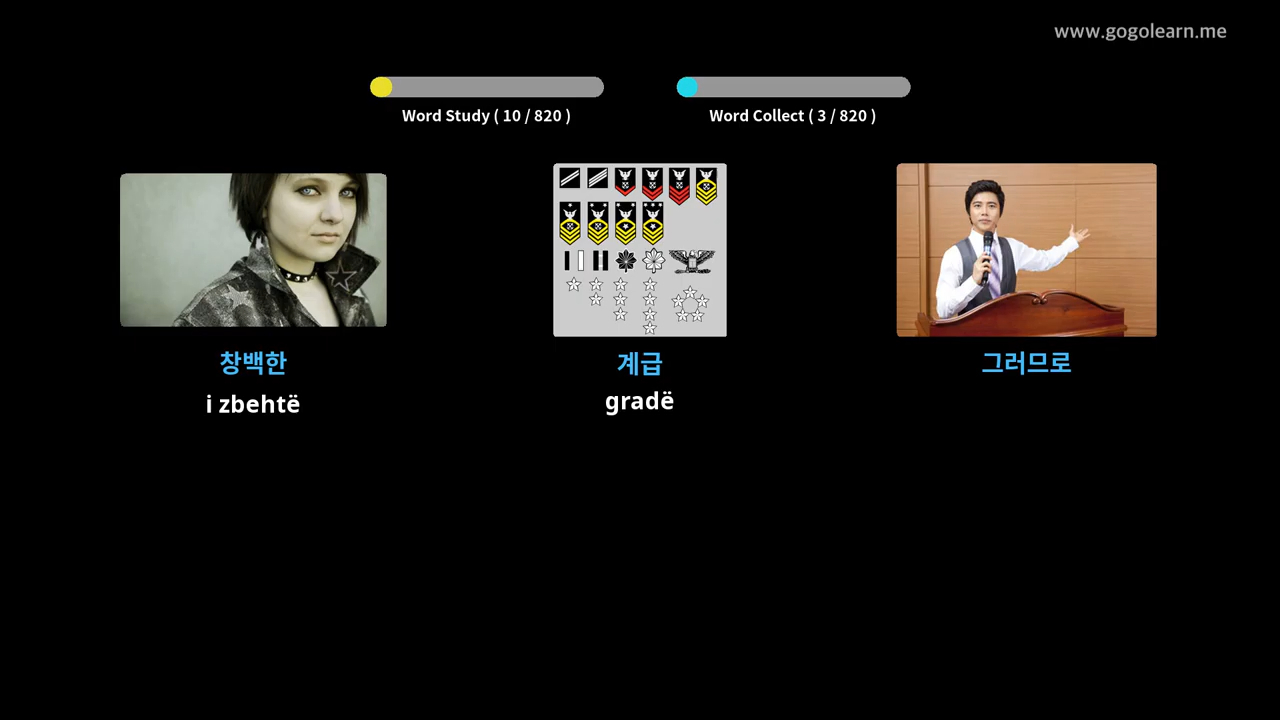 www.gogolearn.me
Word Study ( 10 / 820 )
Word Collect ( 3 / 820 )
창백한
i zbehtë
계급
gradë
그러므로